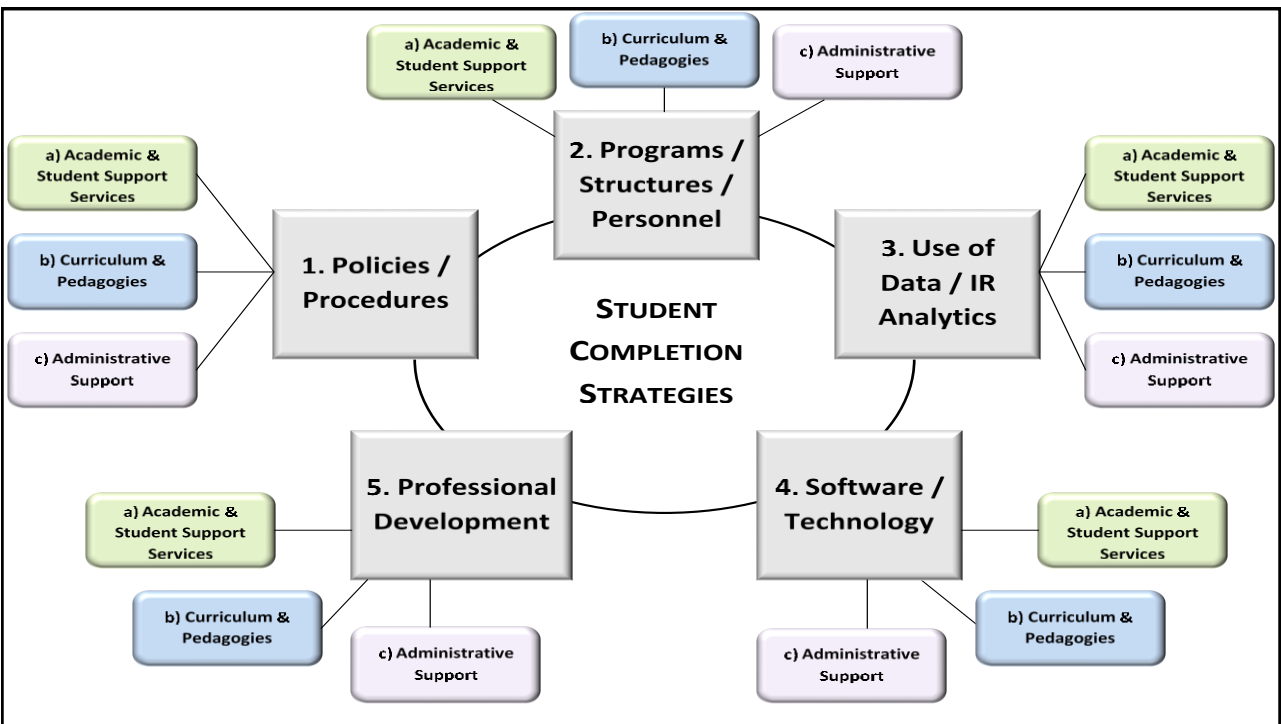 a) Academic &
Student Support
Services
b) Curriculum &
Pedagogies
c) Administrative
Support
2. Programs /
Structures /
Personnel
a) Academic &
Student Support
Services
b) Curriculum &
Pedagogies
c) Administrative
Support
1. Policies /
Procedures
3. Use of
Data / IR
Analytics
a) Academic &
Student Support
Services
b) Curriculum &
Pedagogies
c) Administrative
Support
STUDENT
COMPLETION
STRATEGIES
5. Professional
Development
a) Academic &
Student Support
Services
b) Curriculum &
Pedagogies
c) Administrative
Support
4. Software /
Technology
a) Academic &
Student Support
Services
b) Curriculum &
Pedagogies
c) Administrative
Support